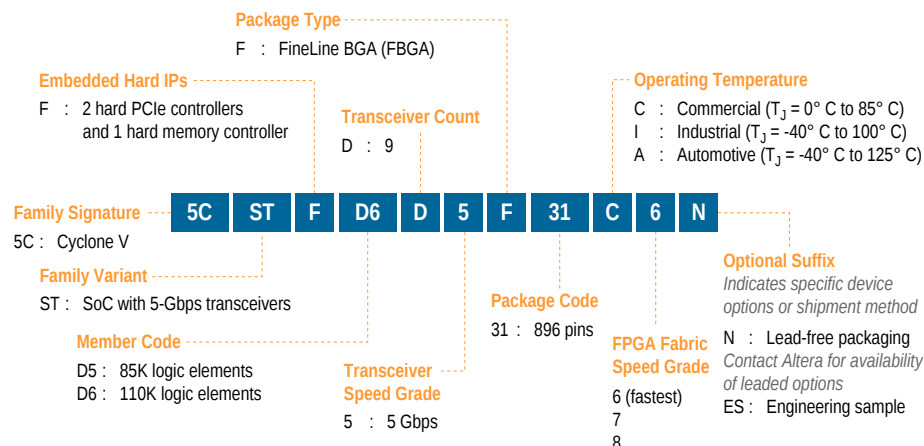 Package Type
F : FineLine BGA (FBGA)
Embedded Hard IPs
F : 2 hard PCIe controllers
and 1 hard memory controller
Transceiver Count
D : 9
Operating Temperature
C : Commercial (TJ = 0° C to 85° C)
I : Industrial (TJ = -40° C to 100° C)
A : Automotive (TJ = -40° C to 125° C)
5C ST F D6 D 5 F 31 C 6 N
Family Signature
5C : Cyclone V
Family Variant
ST : SoC with 5-Gbps transceivers
Member Code
D5 : 85K logic elements
D6 : 110K logic elements
Transceiver
Speed Grade
5 : 5 Gbps
Package Code
31 : 896 pins
FPGA Fabric
Speed Grade
6 (fastest)
7
8
Optional Suffix
Indicates specific device
options or shipment method
N : Lead-free packaging
Contact Altera for availability
of leaded options
ES : Engineering sample